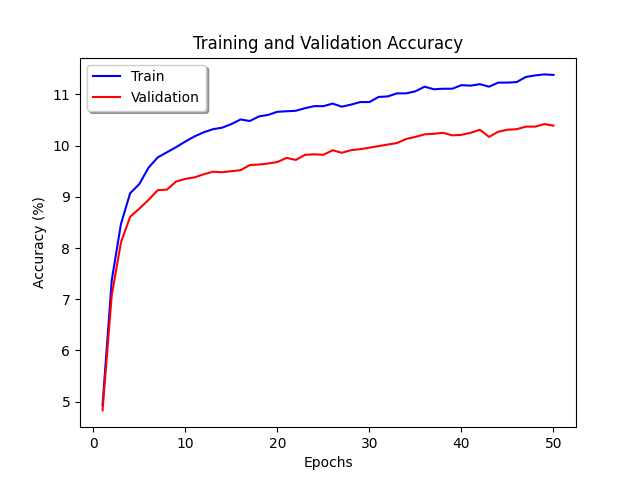 Training and Validation Accuracy
Train
Validation
11
10
9
8
7
6
5
Accuracy (%)
0 10 20 30 40 50
Epochs